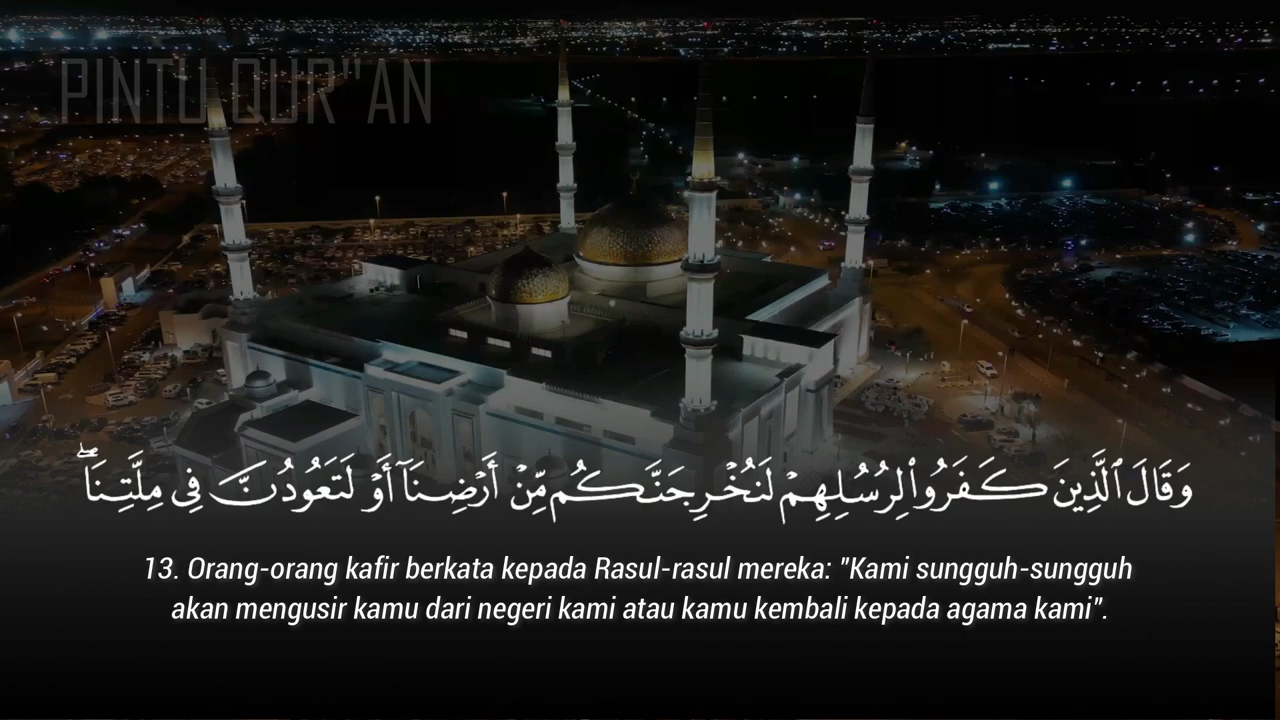 PINTU QUR"AN
وَقَالَ ٱلَّذِينَ كَفَرُوا۟ لِرُسُلِهِمْ لَنُخْرِجَنَّكُم مِّنْ أَرْضِنَآ أَوْ لَتَعُودُنَّ فِى مِلَّتِنَا ۖ
13. Orang-orang kafir berkata kepada Rasul-rasul mereka: "Kami sungguh-sungguh
akan mengusir kamu dari negeri kami atau kamu kembali kepada agama kami".